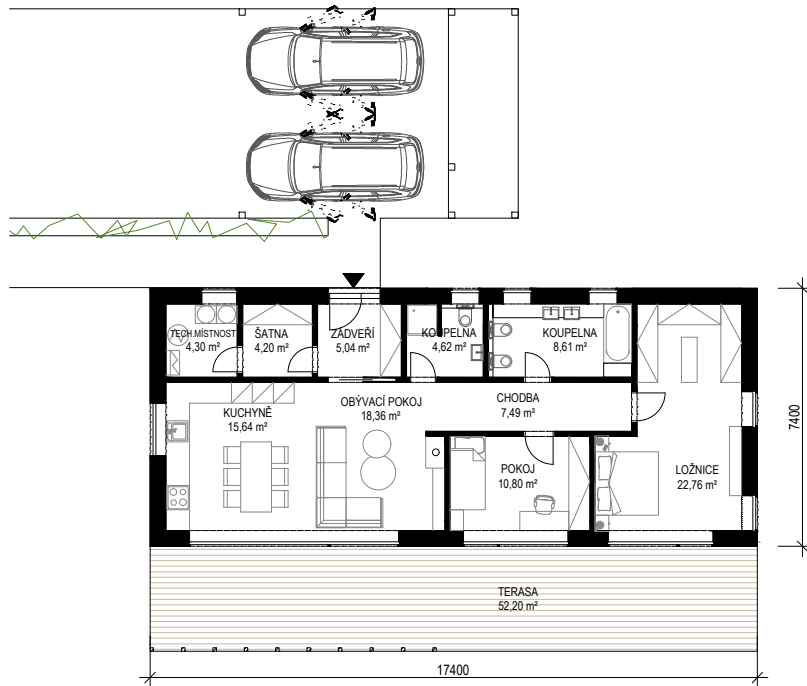 TECH.MÍSTNOST
4,30 m²
ŠATNA
4,20 m²
ZÁDVEŘÍ
5,04 m²
KOUPELNA
4,62 m²
KOUPELNA
8,61 m²
KUCHYNĚ
15,64 m²
OBÝVACÍ POKOJ
18,36 m²
CHODBA
7,49 m²
POKOJ
10,80 m²
LOŽNICE
22,76 m²
7400
TERASA
52,20 m²
17400